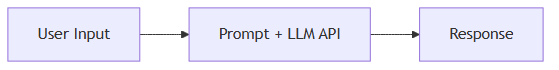 User Input
Prompt + LLM API
Response